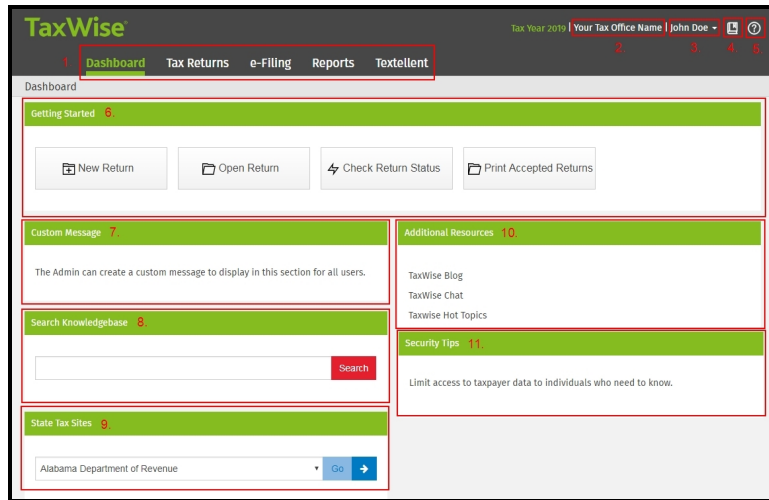 TaxWise®
Tax Year 2019 | Your Tax Office Name | John Doe
2. 3. 4. 5.
1. Dashboard Tax Returns e-Filing Reports Textellent
Dashboard
Getting Started 6.
New Return Open Return Check Return Status Print Accepted Returns
Custom Message 7.
The Admin can create a custom message to display in this section for all users.
Additional Resources 10.
TaxWise Blog
TaxWise Chat
Taxwise Hot Topics
Search Knowledgebase 8.
Search
Security Tips 11.
Limit access to taxpayer data to individuals who need to know.
State Tax Sites 9.
Alabama Department of Revenue Go